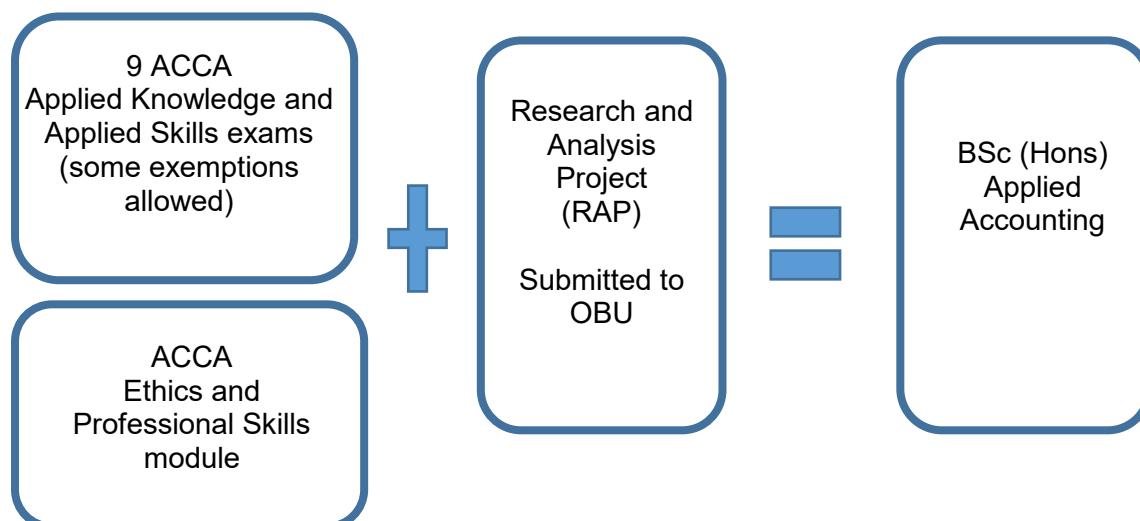 9 ACCA
Applied Knowledge and
Applied Skills exams
(some exemptions
allowed)
ACCA
Ethics and
Professional Skills
module
Research and
Analysis
Project
(RAP)
Submitted to
OBU
BSc (Hons)
Applied
Accounting